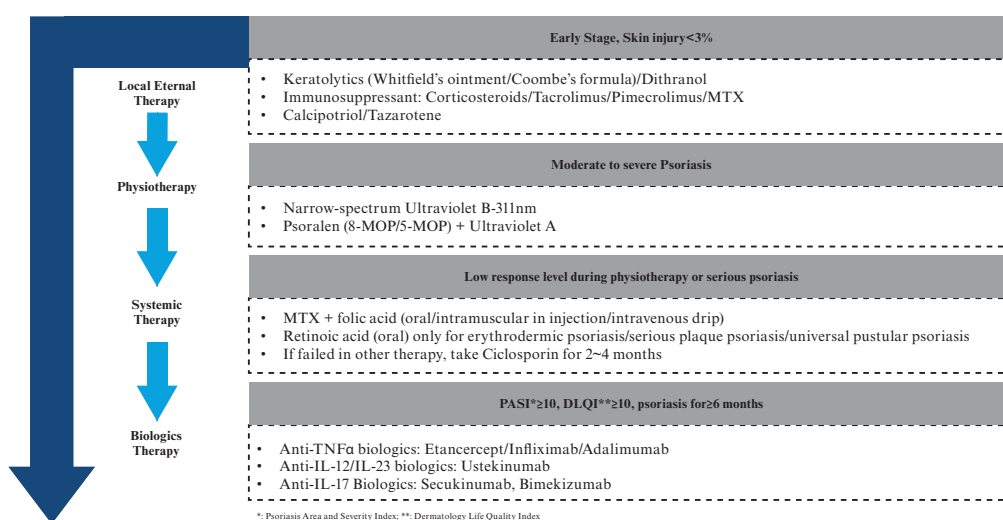 Early Stage, Skin injury<3%
Local Eternal
Therapy
• Keratolytics (Whitfield's ointment/Coombe's formula)/Dithranol
• Immunosuppressant: Corticosteroids/Tacrolimus/Pimecrolimus/MTX
• Calcipotriol/Tazarotene
Moderate to severe Psoriasis
Physiotherapy
• Narrow-spectrum Ultraviolet B-311nm
• Psoralen (8-MOP/5-MOP) + Ultraviolet A
Low response level during physiotherapy or serious psoriasis
Systemic
Therapy
• MTX + folic acid (oral/intramuscular in injection/intravenous drip)
• Retinoic acid (oral) only for erythrodermic psoriasis/serious plaque psoriasis/universal pustular psoriasis
• If failed in other therapy, take Ciclosporin for 2~4 months
PASI*≥10, DLQI**≥10, psoriasis for≥6 months
Biologics
Therapy
• Anti-TNFα biologics: Etancercept/Infliximab/Adalimumab
• Anti-IL-12/IL-23 biologics: Ustekinumab
• Anti-IL-17 Biologics: Secukinumab, Bimekizumab
*: Psoriasis Area and Severity Index; **: Dermatology Life Quality Index